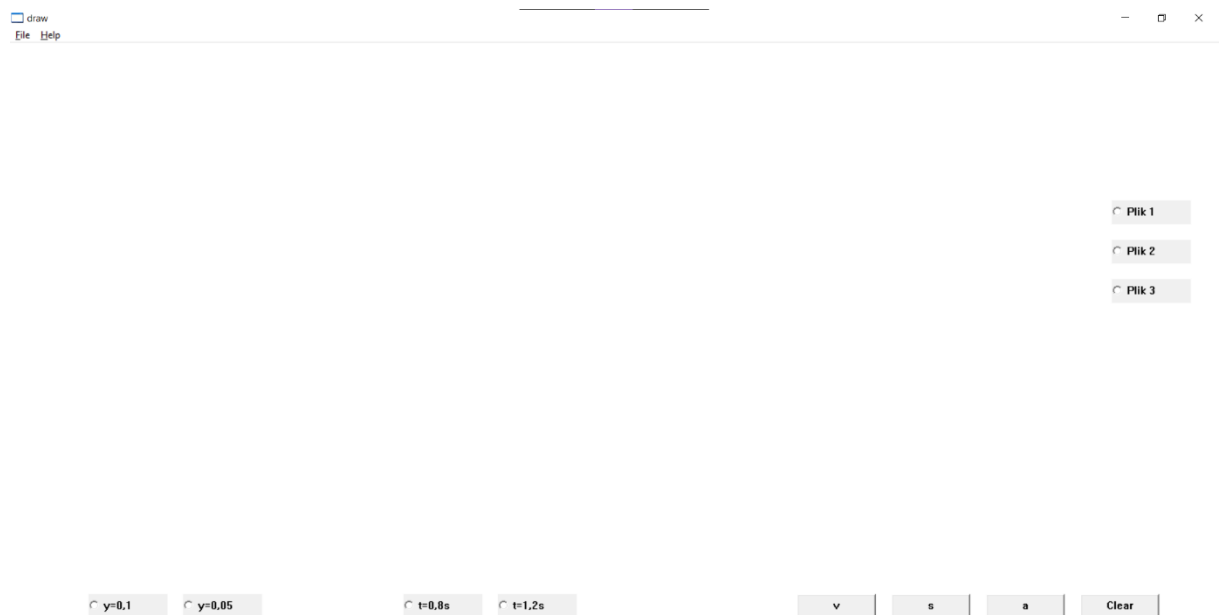 draw
File Help
Plik 1
Plik 2
Plik 3
y=0,1 y=0,05 t=0,8s t=1,2s v s a Clear